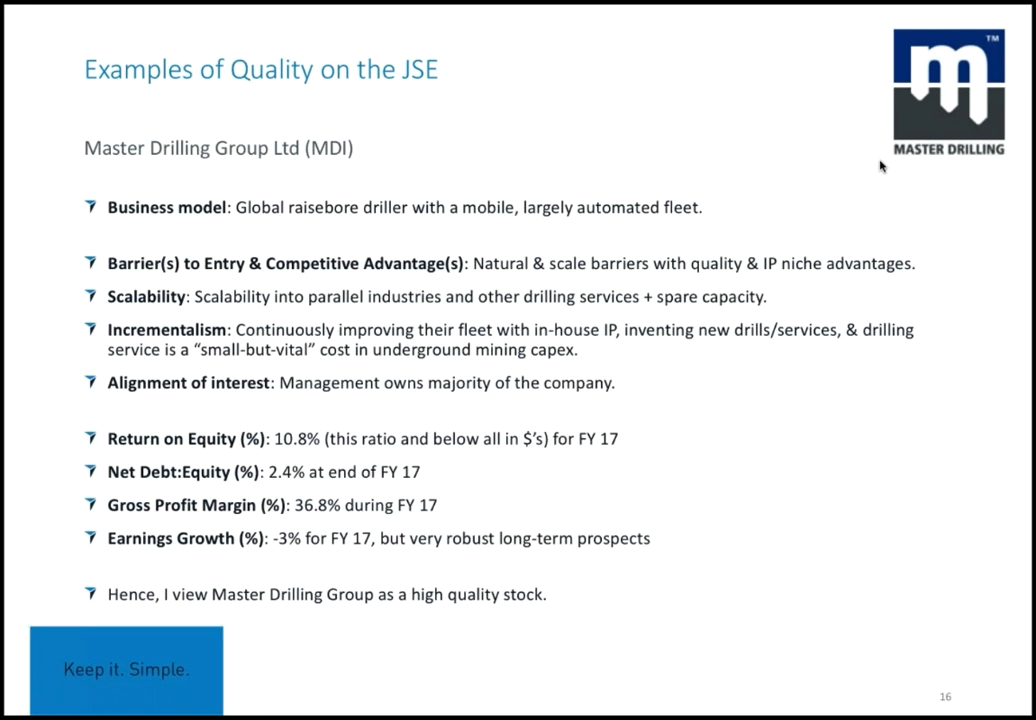 Examples of Quality on the JSE
TM
MASTER DRILLING
Master Drilling Group Ltd (MDI)
Business model: Global raisebore driller with a mobile, largely automated fleet.
Barrier(s) to Entry & Competitive Advantage(s): Natural & scale barriers with quality & IP niche advantages.
Scalability: Scalability into parallel industries and other drilling services + spare capacity.
Incrementalism: Continuously improving their fleet with in-house IP, inventing new drills/services, & drilling
service is a “small-but-vital” cost in underground mining capex.
Alignment of interest: Management owns majority of the company.
Return on Equity (%): 10.8% (this ratio and below all in $’s) for FY 17
Net Debt:Equity (%): 2.4% at end of FY 17
Gross Profit Margin (%): 36.8% during FY 17
Earnings Growth (%): -3% for FY 17, but very robust long-term prospects
Hence, I view Master Drilling Group as a high quality stock.
Keep it. Simple.
16